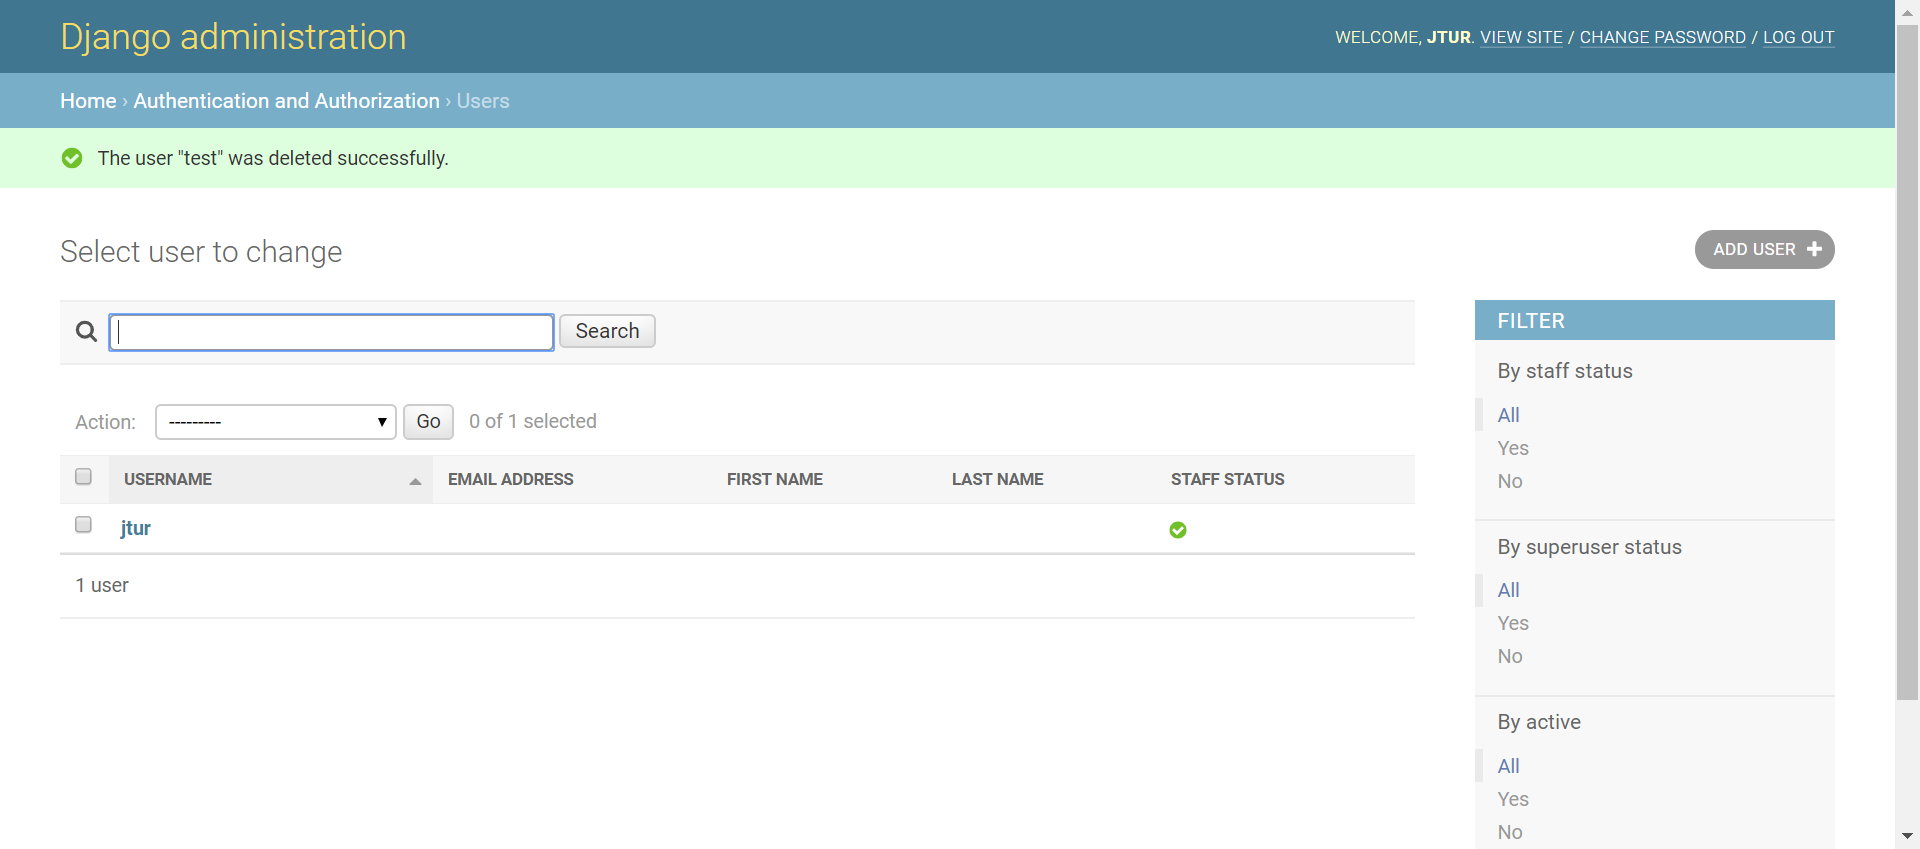 Django administration
WELCOME, JTUR. VIEW SITE / CHANGE PASSWORD / LOG OUT
Home › Authentication and Authorization › Users
The user "test" was deleted successfully.
Select user to change
ADD USER
Search
Action: --------- Go 0 of 1 selected
USERNAME EMAIL ADDRESS FIRST NAME LAST NAME STAFF STATUS
jtur
1 user
FILTER
By staff status
All
Yes
No
By superuser status
All
Yes
No
By active
All
Yes
No